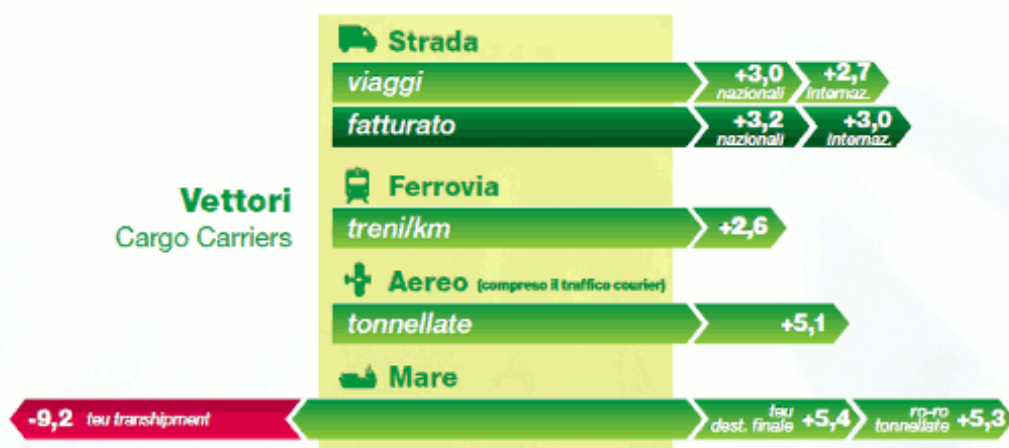 Strada
viaggi
+3,0 nazionali
+2,7 internaz.
fatturato
+3,2 nazionali
+3,0 internaz.
Vettori
Cargo Carriers
Ferrovia
treni/km
+2,6
Aereo (compreso il traffico courier)
tonnellate
+5,1
Mare
-9,2 teu transhipment
teu
dest. finale +5,4
ro-ro
tonnellate +5,3